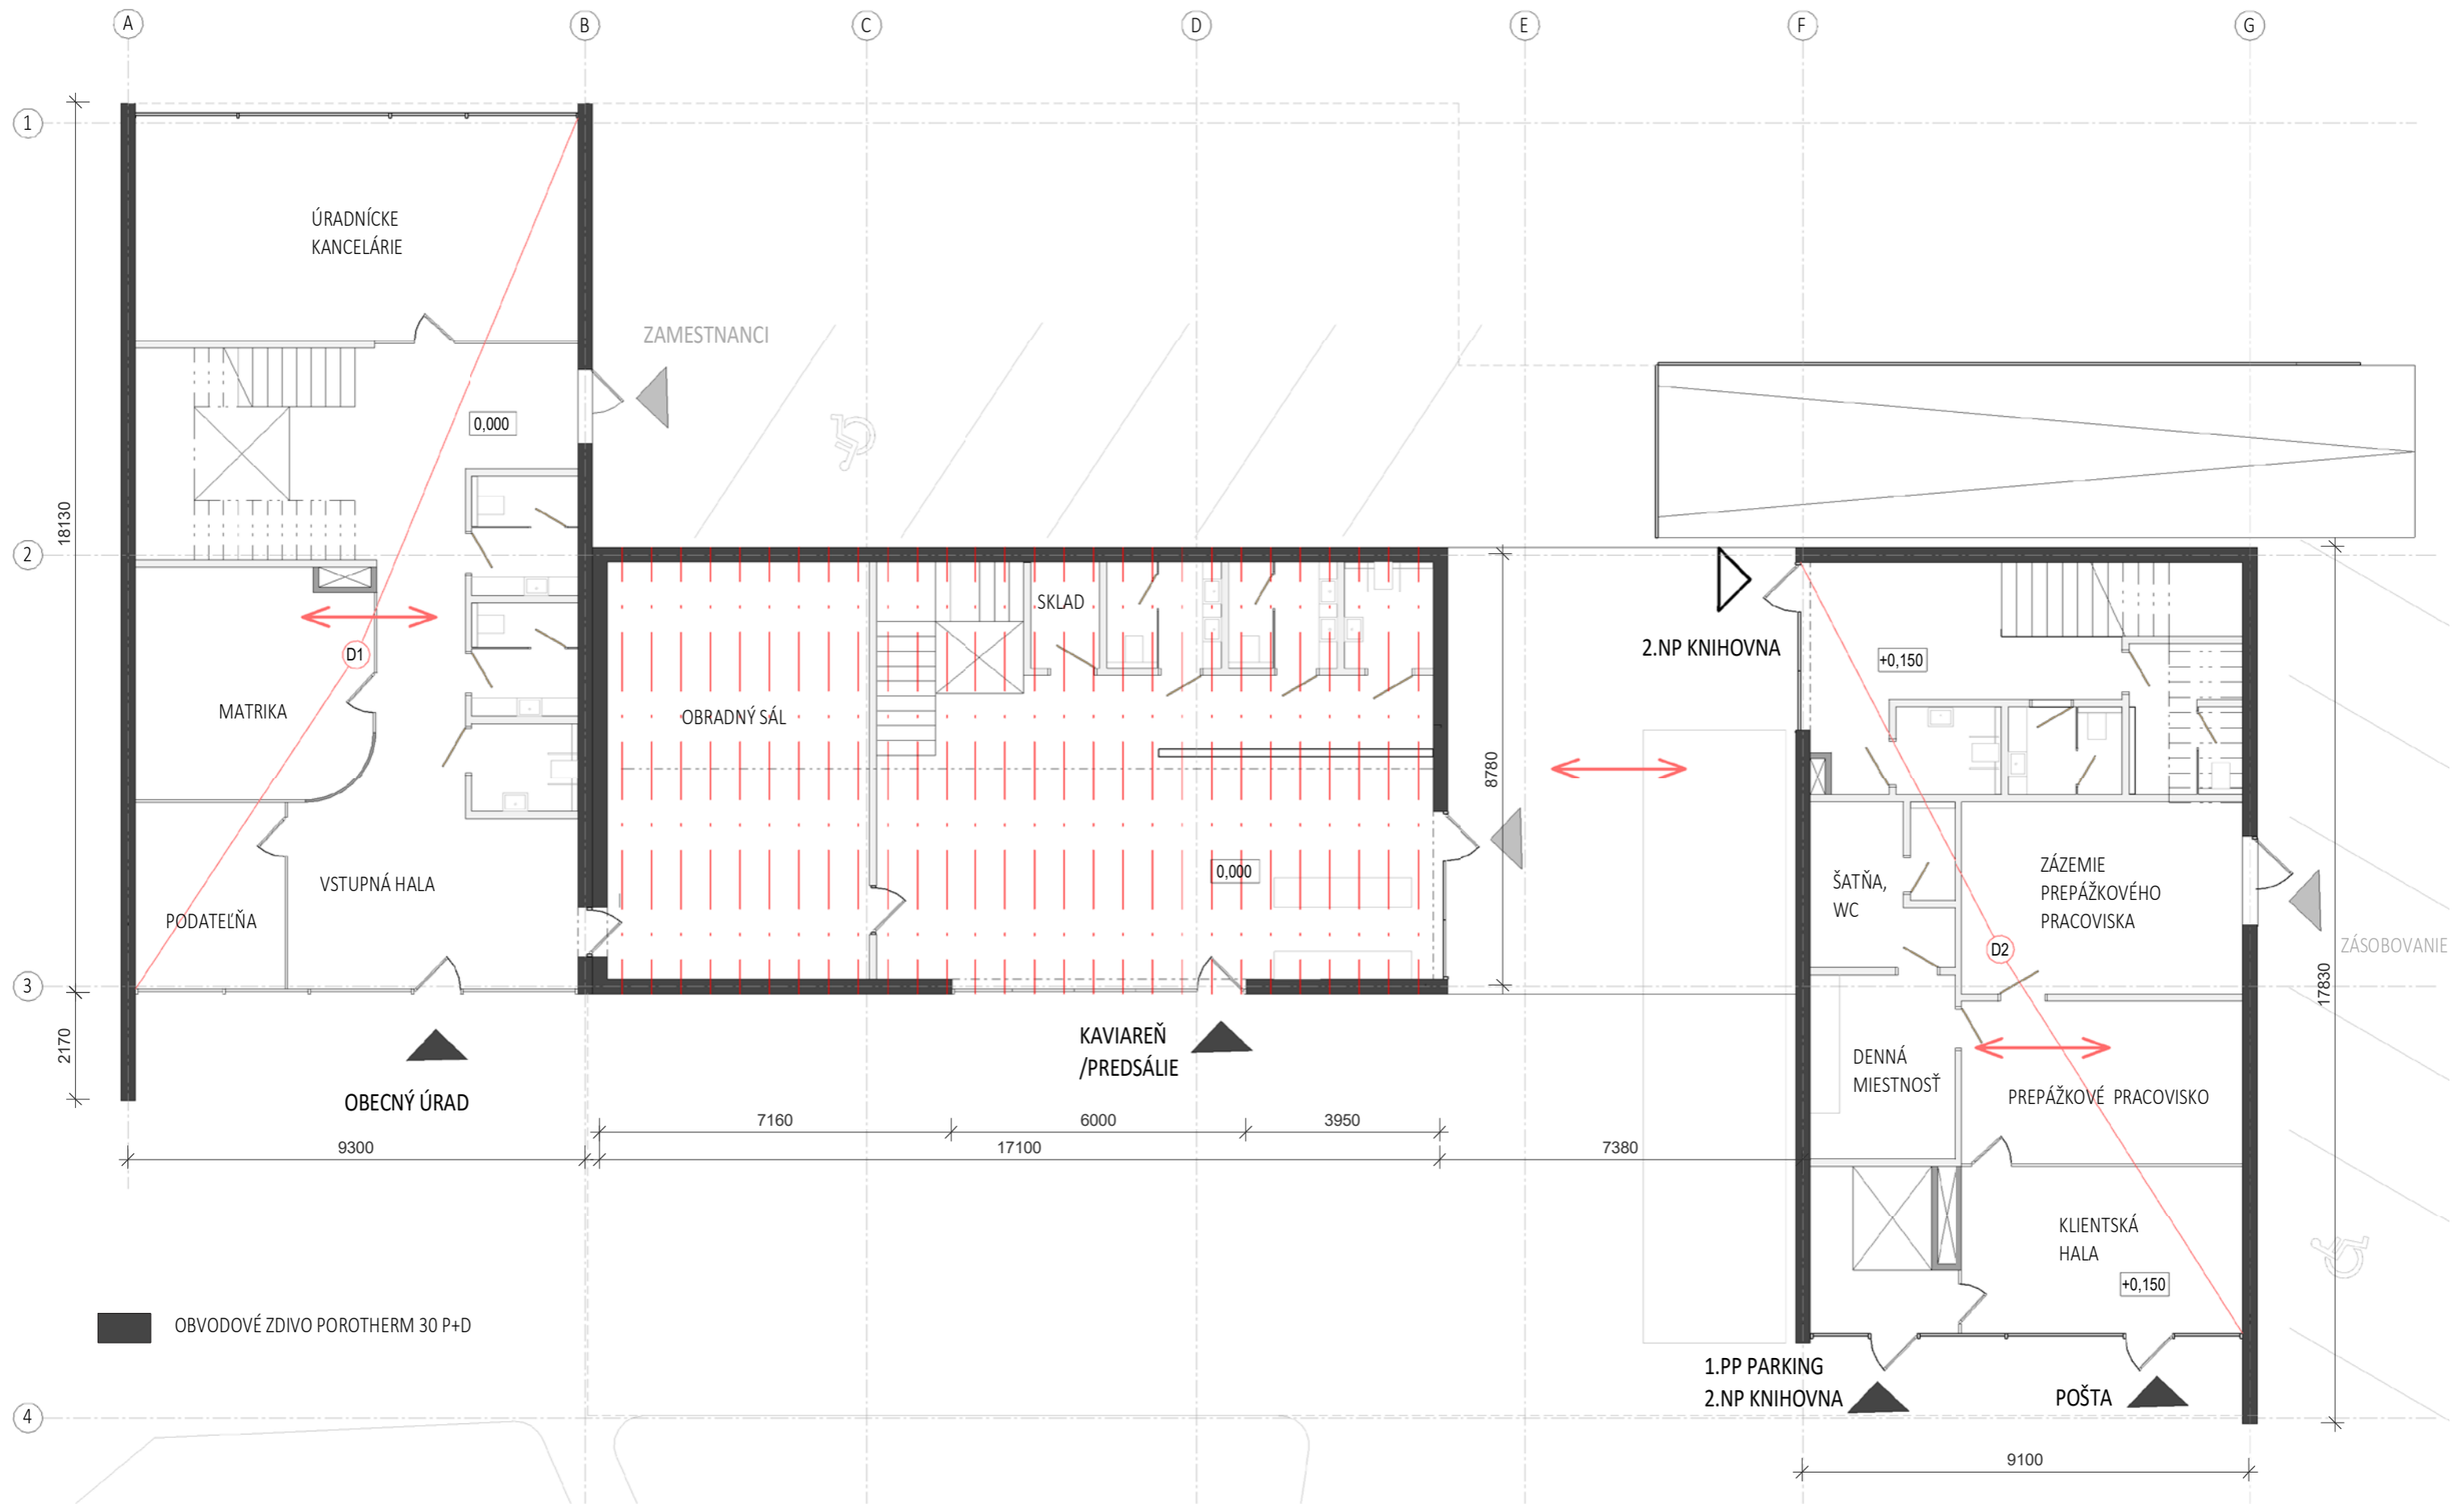 A
B
C
D
E
F
G
1
ÚRADNÍCKE
KANCELÁRIE
ZAMESTNANCI
0,000
18130
2
SKLAD
2.NP KNIHOVNA
+0,150
D1
MATRIKA
OBRADNÝ SÁL
8780
VSTUPNÁ HALA
0,000
PODATEĽŇA
ŠATŇA,
WC
ZÁZEMIE
PREPÁŽKOVÉHO
PRACOVISKA
D2
ZÁSOBOVANIE
3
17830
2170
KAVIAREŇ
/PREDSÁLIE
OBECNÝ ÚRAD
DENNÁ
MIESTNOSŤ
PREPÁŽKOVÉ PRACOVISKO
7160
6000
3950
9300
17100
7380
KLIENTSKÁ
HALA
+0,150
OBVODOVÉ ZDIVO POROTHERM 30 P+D
1.PP PARKING
2.NP KNIHOVNA
POŠTA
4
9100